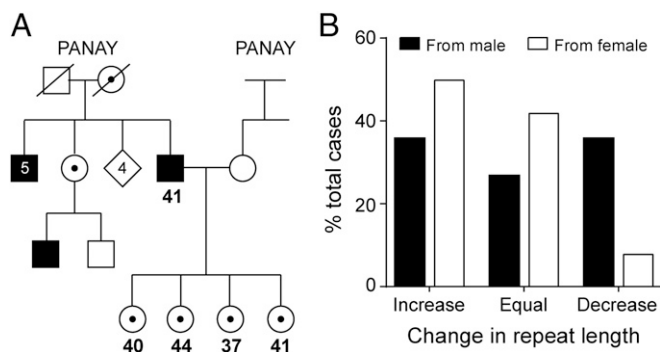 A
PANAY PANAY
5
4
41
40 44 37 41
B
From male From female
60
40
20
0
% total cases
Increase Equal Decrease
Change in repeat length